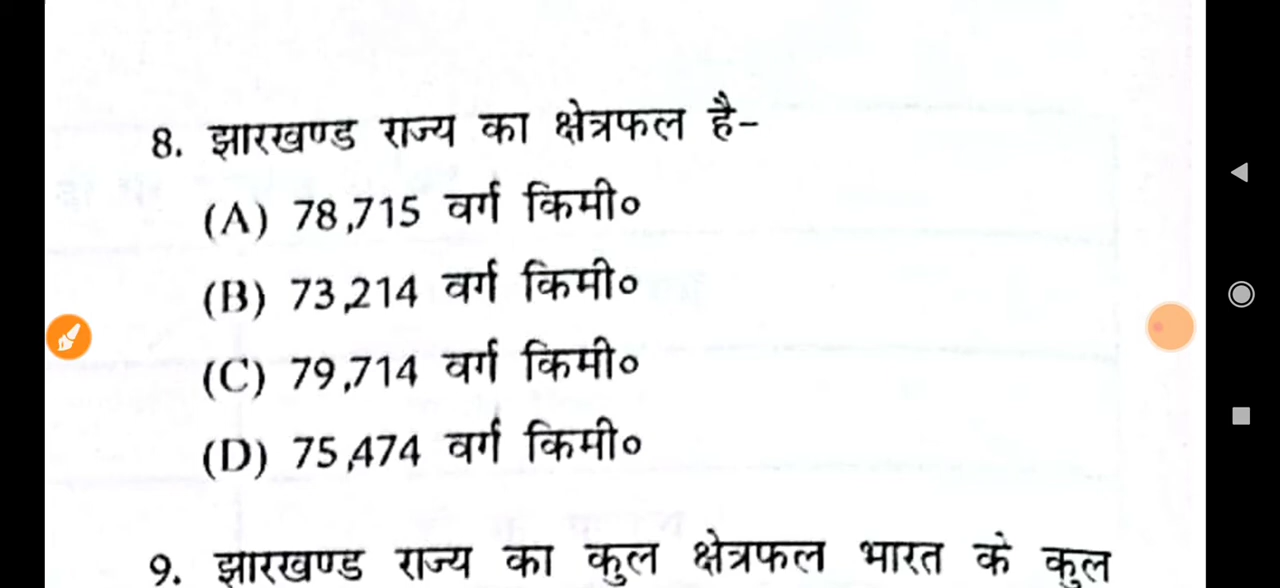 8. झारखण्ड राज्य का क्षेत्रफल है-
(A) 78,715 वर्ग किमी०
(B) 73,214 वर्ग किमी०
(C) 79,714 वर्ग किमी०
(D) 75,474 वर्ग किमी०
9. झारखण्ड राज्य का कुल क्षेत्रफल भारत के कुल